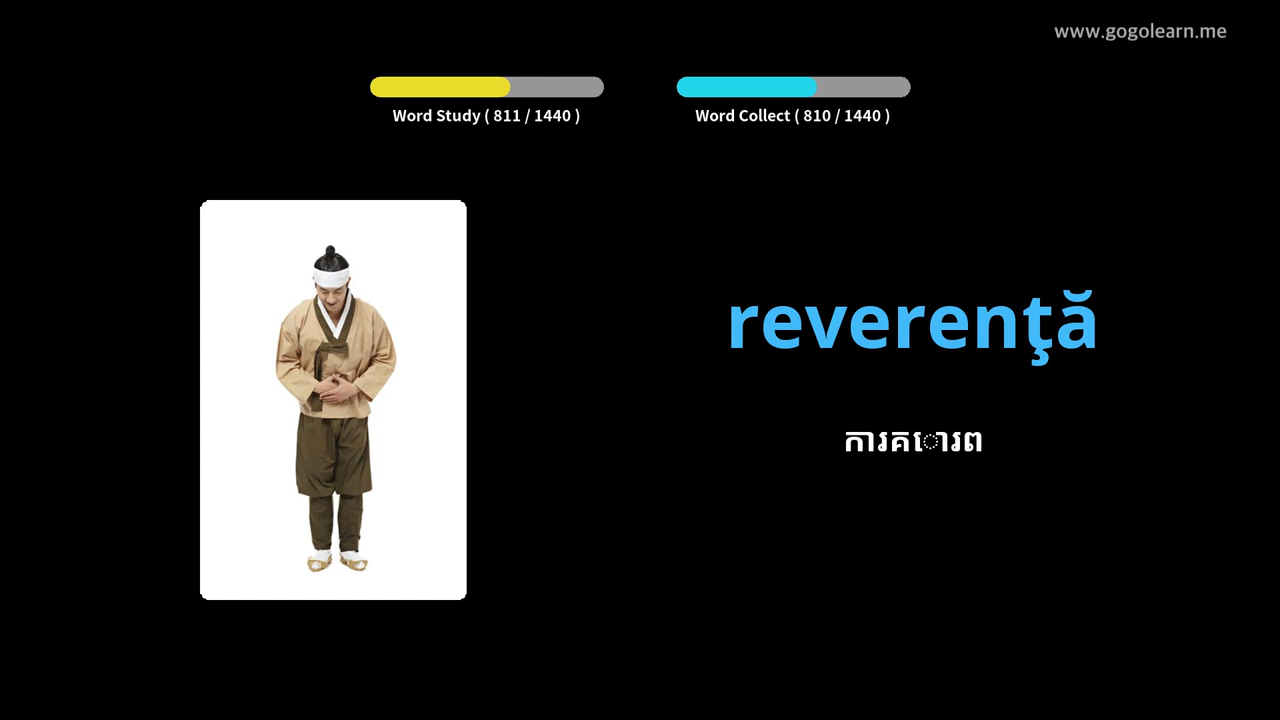 www.gogolearn.me
Word Study ( 811 / 1440 )
Word Collect ( 810 / 1440 )
reverenţă
ការគោរព